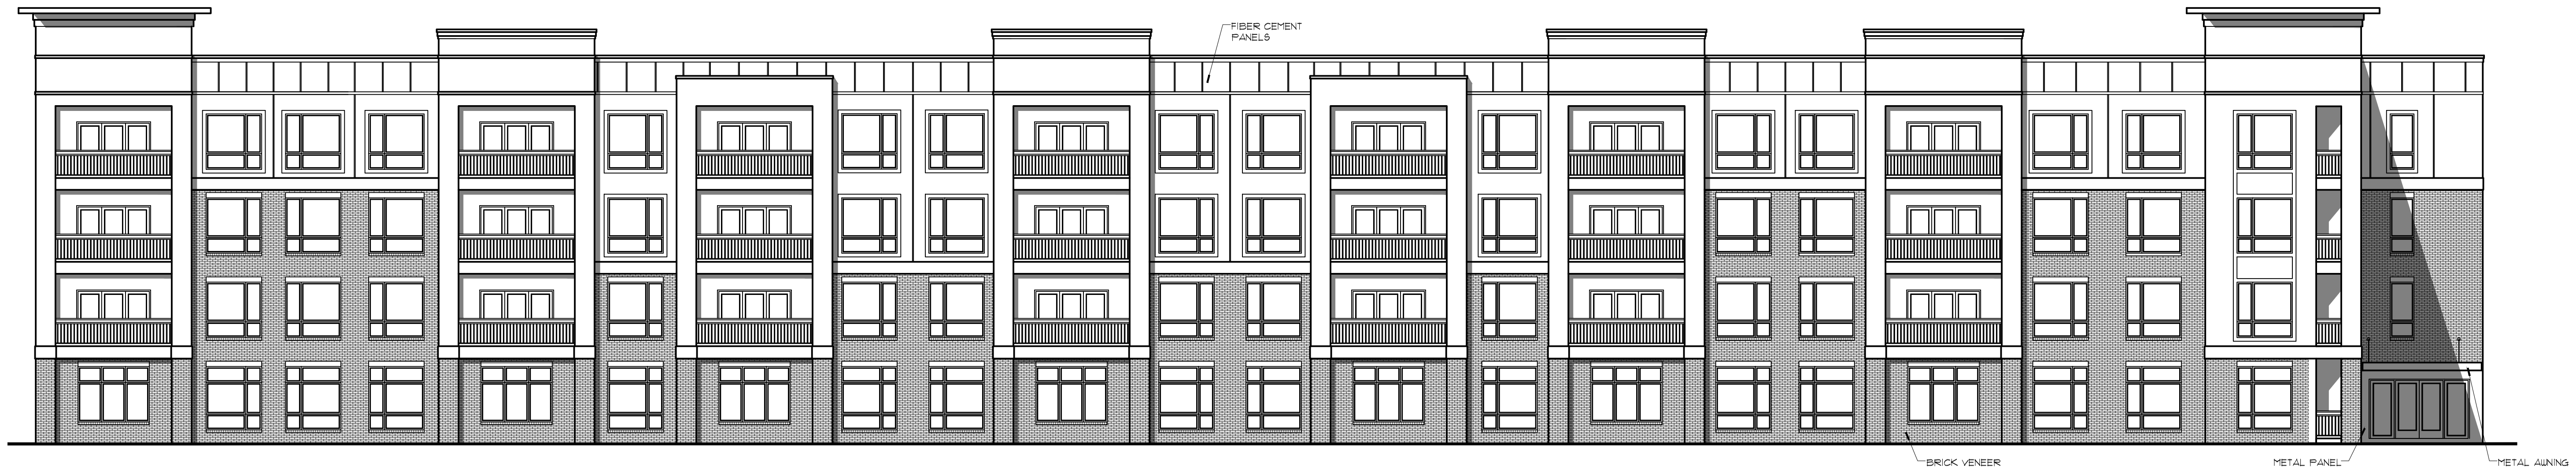 FIBER CEMENT
PANELS
BRICK VENEER
METAL PANEL
METAL AWNING